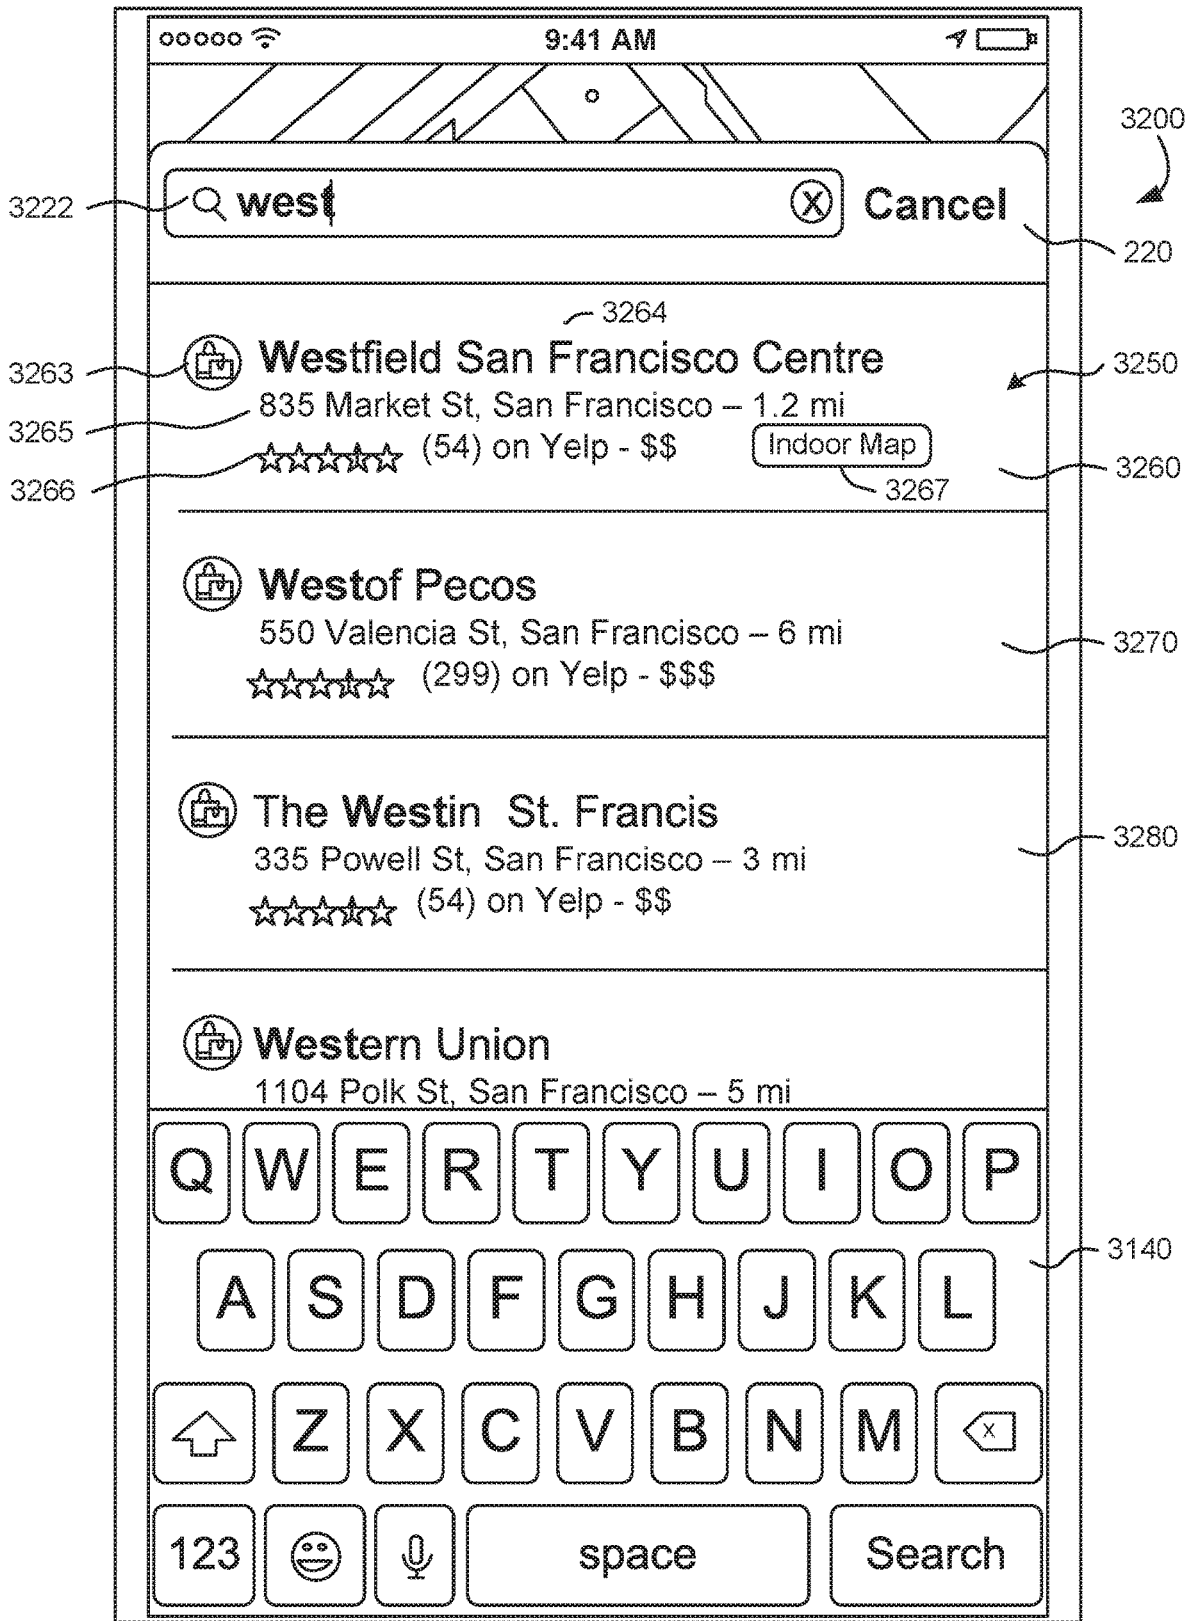 9:41 AM
3200
3222
west
X
Cancel
220
3264
3263
Westfield San Francisco Centre
3250
3265
835 Market St, San Francisco – 1.2 mi
3266
(54) on Yelp - $$
Indoor Map
3260
3267
Westof Pecos
550 Valencia St, San Francisco – 6 mi
3270
(299) on Yelp - $$$
The Westin St. Francis
335 Powell St, San Francisco – 3 mi
3280
(54) on Yelp - $$
Western Union
1104 Polk St, San Francisco – 5 mi
Q W E R T Y U I O P
A S D F G H J K L
3140
Z X C V B N M x
123 space Search